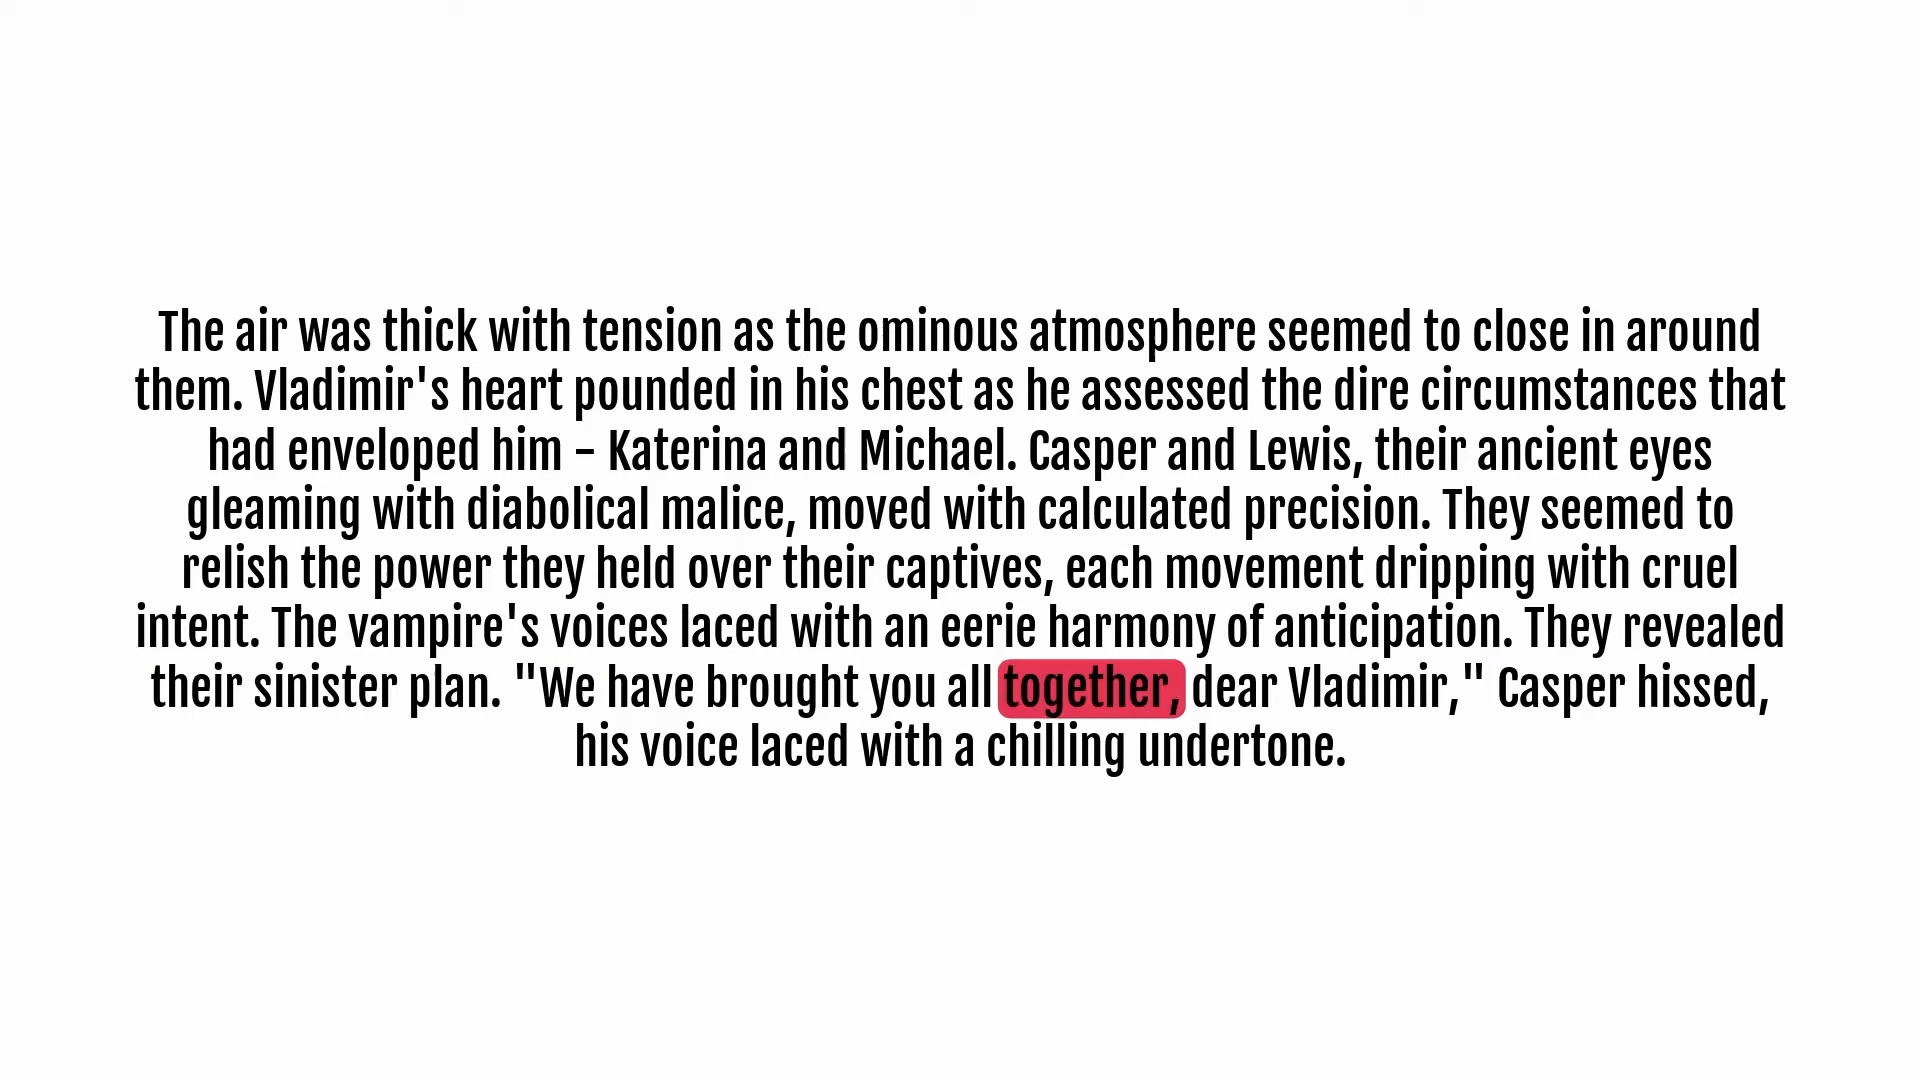 The air was thick with tension as the ominous atmosphere seemed to close in around
them. Vladimir's heart pounded in his chest as he assessed the dire circumstances that
had enveloped him - Katerina and Michael. Casper and Lewis, their ancient eyes
gleaming with diabolical malice, moved with calculated precision. They seemed to
relish the power they held over their captives, each movement dripping with cruel
intent. The vampire's voices laced with an eerie harmony of anticipation. They revealed
their sinister plan. "We have brought you all together, dear Vladimir," Casper hissed,
his voice laced with a chilling undertone.